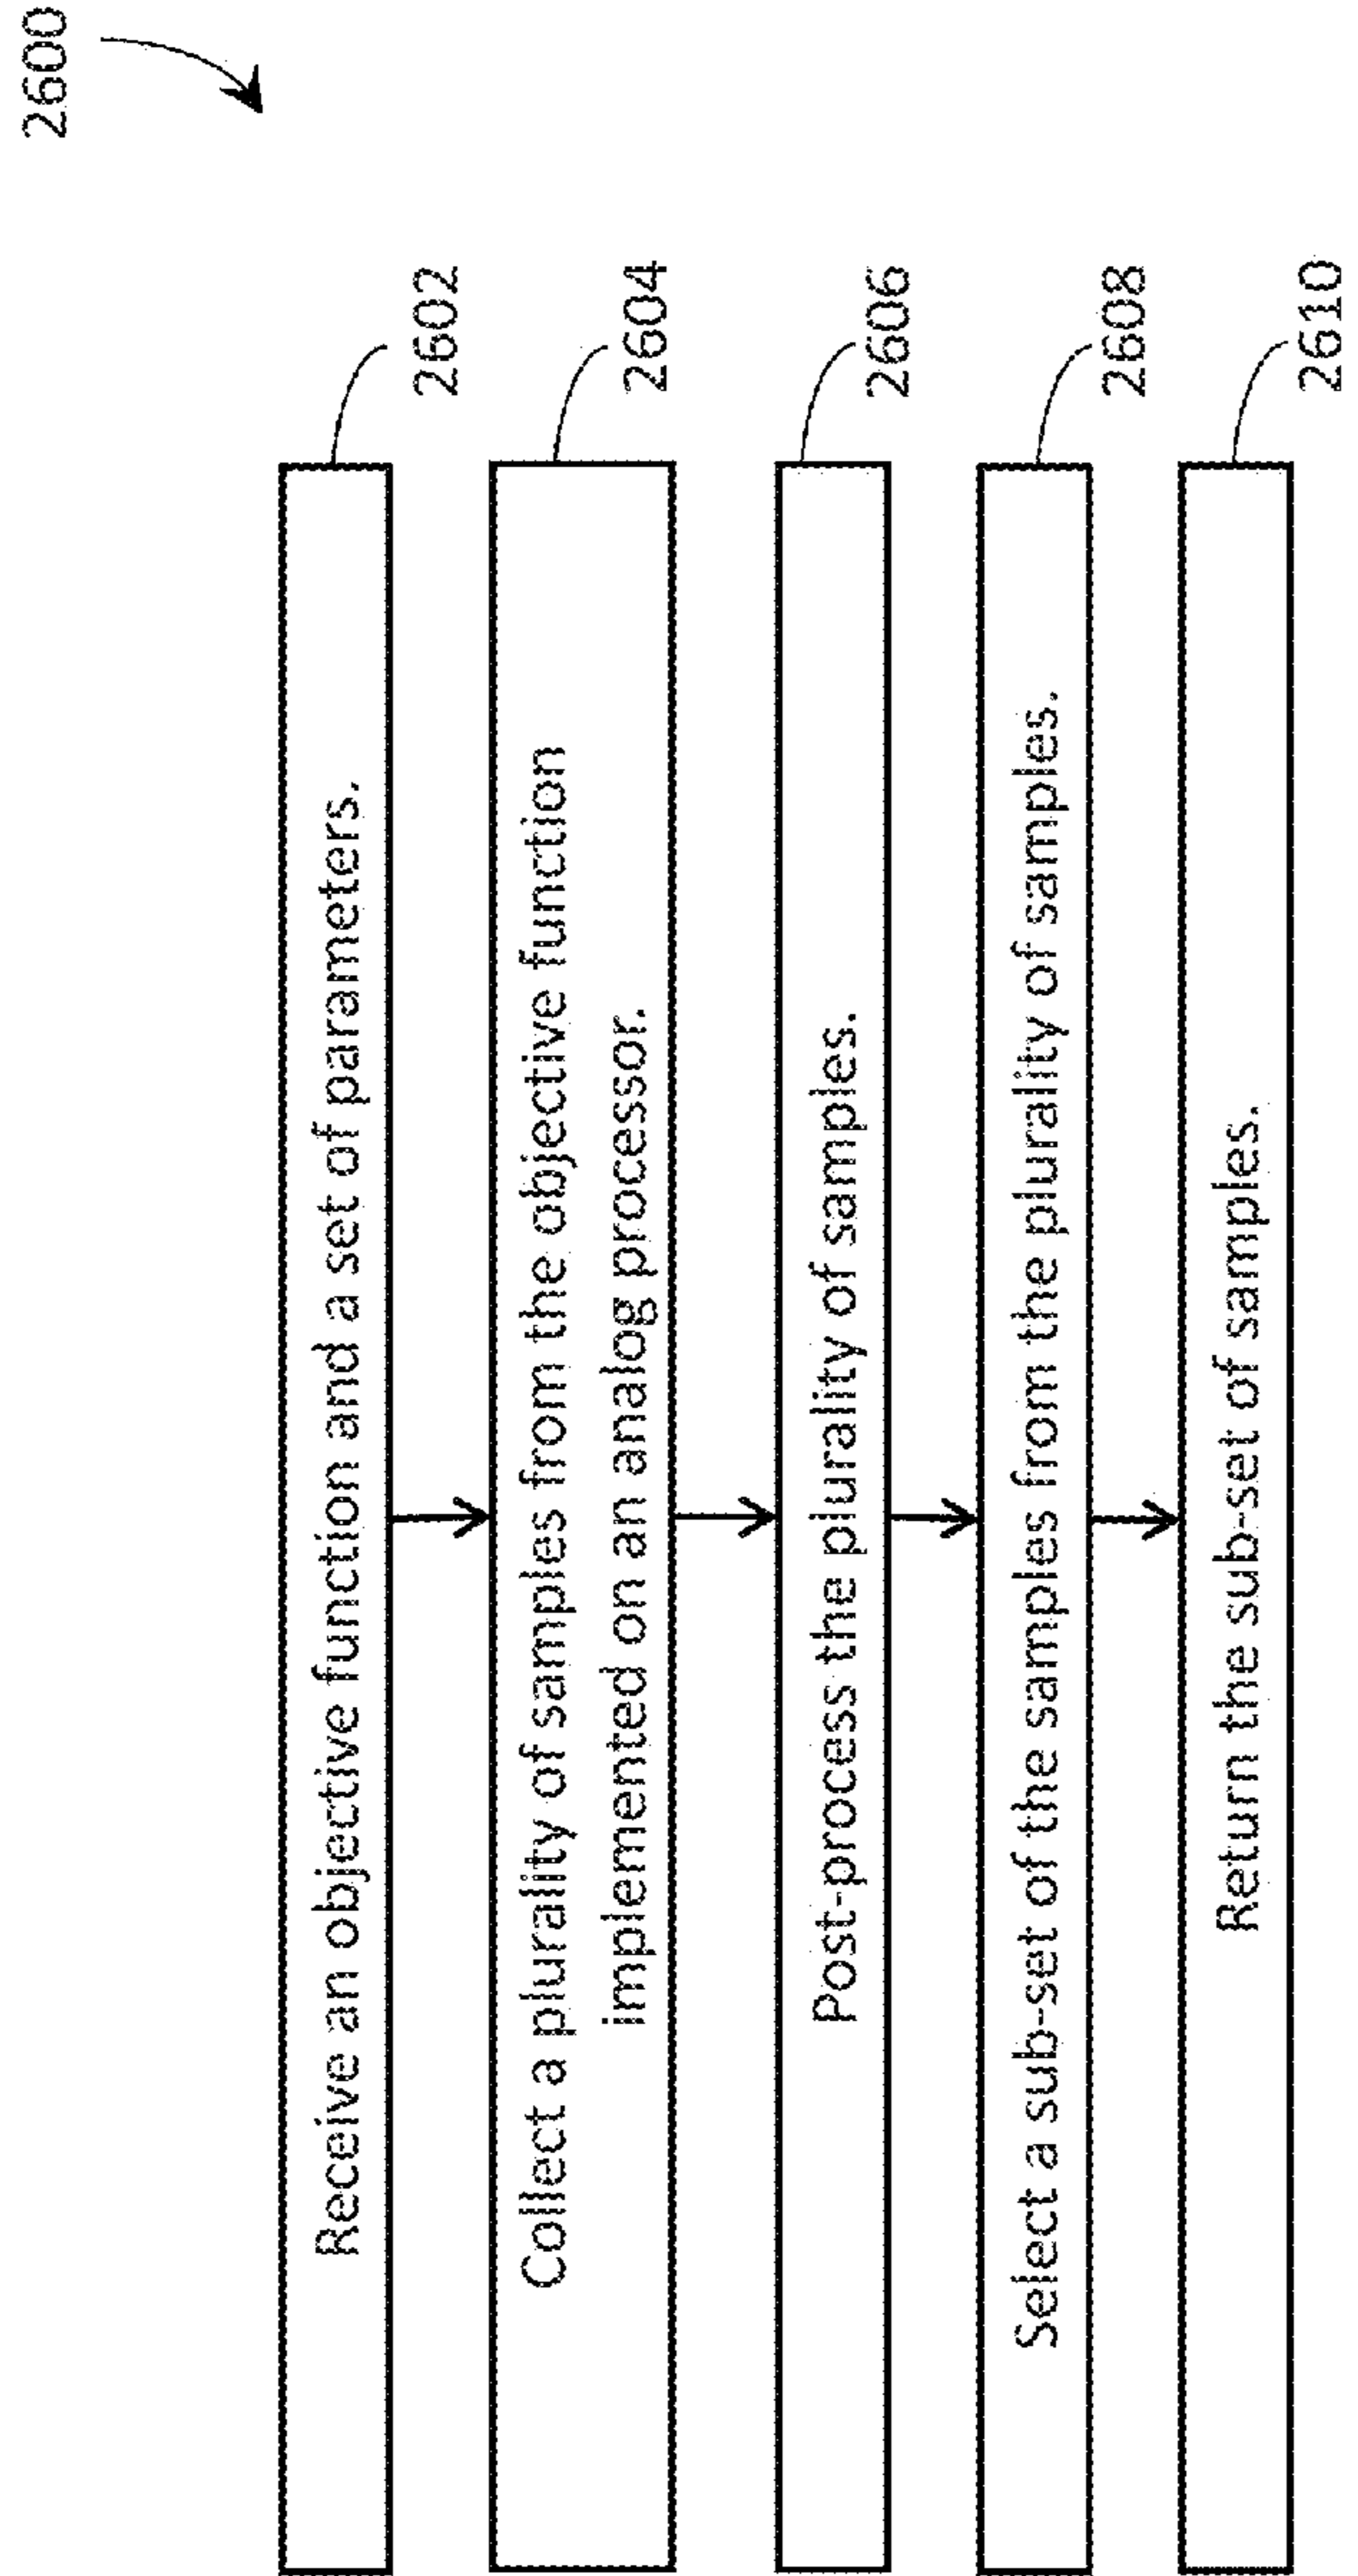 2600
Receive an objective function and a set of parameters.
2602
Collect a plurality of samples from the objective function
implemented on an analog processor.
2604
Post-process the plurality of samples.
2606
Select a sub-set of the samples from the plurality of samples.
2608
Return the sub-set of samples.
2610